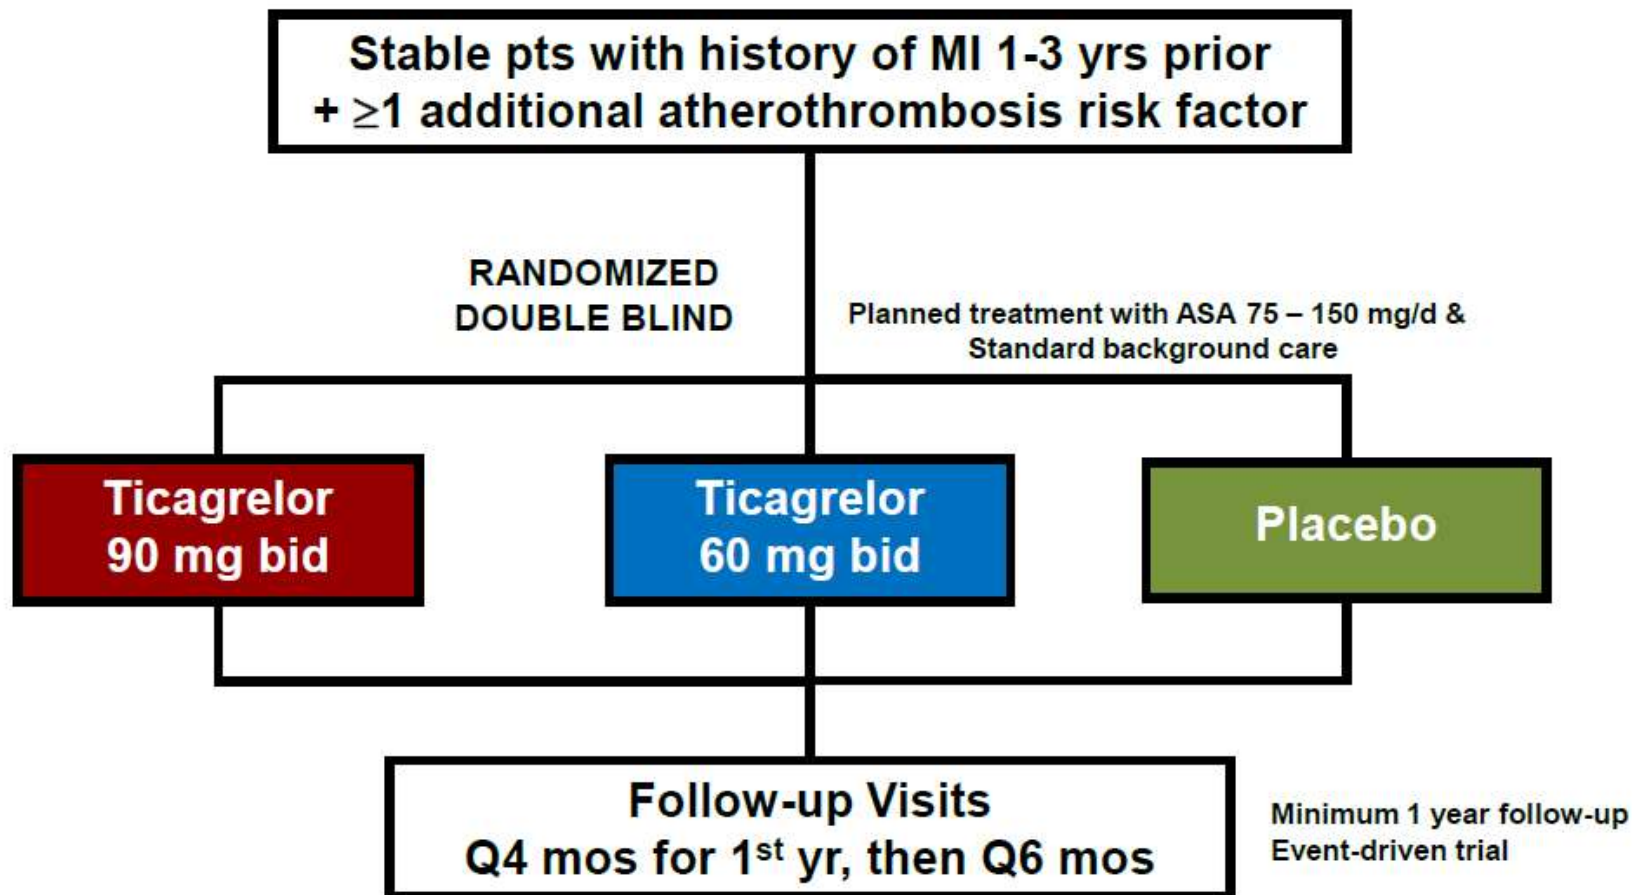 Stable pts with history of MI 1-3 yrs prior
+ ≥1 additional atherothrombosis risk factor
RANDOMIZED
DOUBLE BLIND
Planned treatment with ASA 75 – 150 mg/d &
Standard background care
Ticagrelor
90 mg bid
Ticagrelor
60 mg bid
Placebo
Follow-up Visits
Q4 mos for 1st yr, then Q6 mos
Minimum 1 year follow-up
Event-driven trial